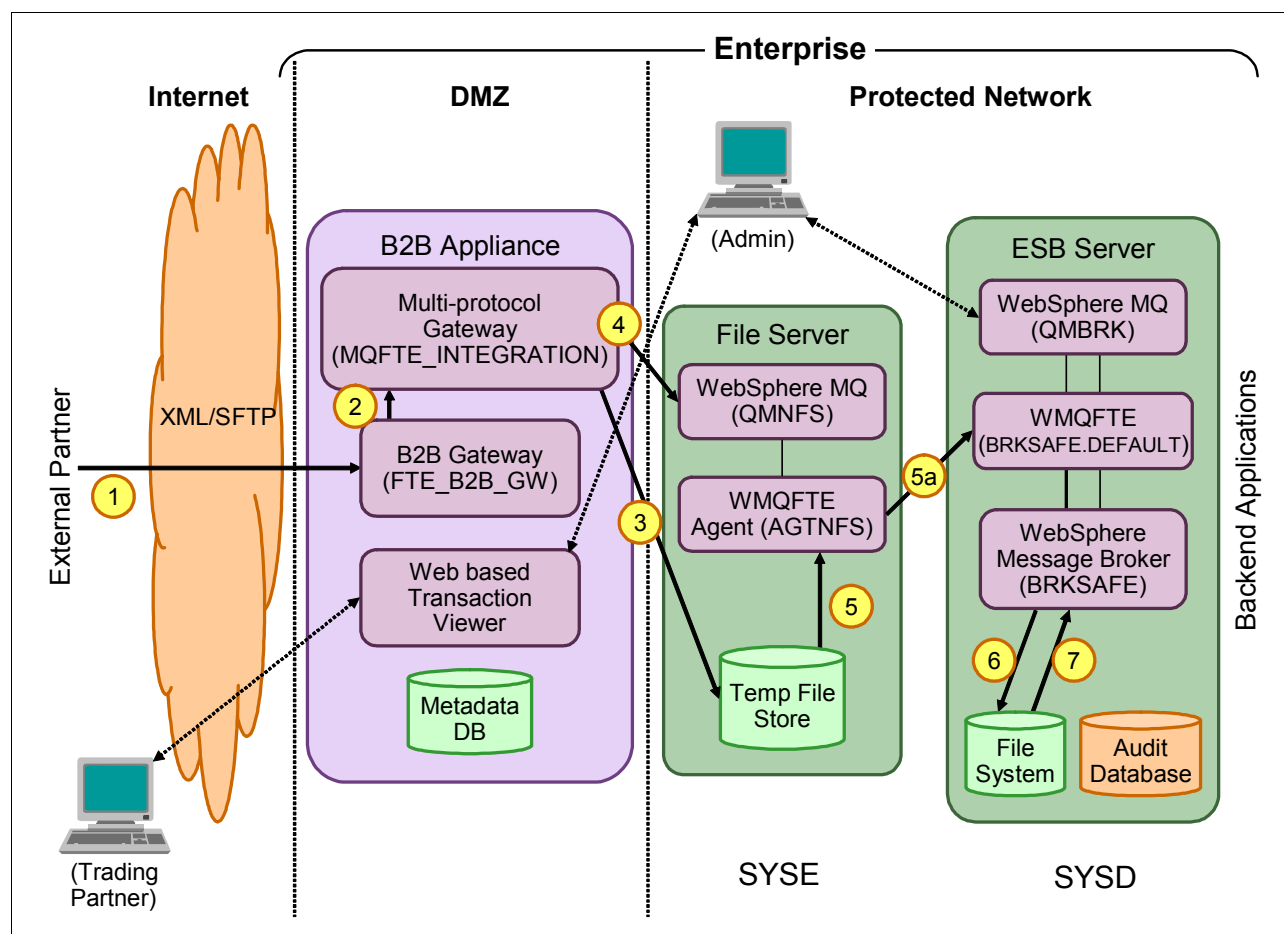 Enterprise
Internet
DMZ
Protected Network
(Admin)
B2B Appliance
Multi-protocol
Gateway
(MQFTE_INTEGRATION)
4
2
XML/SFTP
B2B Gateway
(FTE_B2B_GW)
External Partner
1
3
Web based
Transaction
Viewer
Metadata
DB
(Trading
Partner)
File Server
WebSphere MQ
(QMNFS)
WMQFTE
Agent (AGTNFS)
5
5a
Temp File
Store
SYSE
ESB Server
WebSphere MQ
(QMBRK)
WMQFTE
(BRKSAFE.DEFAULT)
WebSphere
Message Broker
(BRKSAFE)
6
7
File
System
Audit
Database
Backend Applications
SYSD